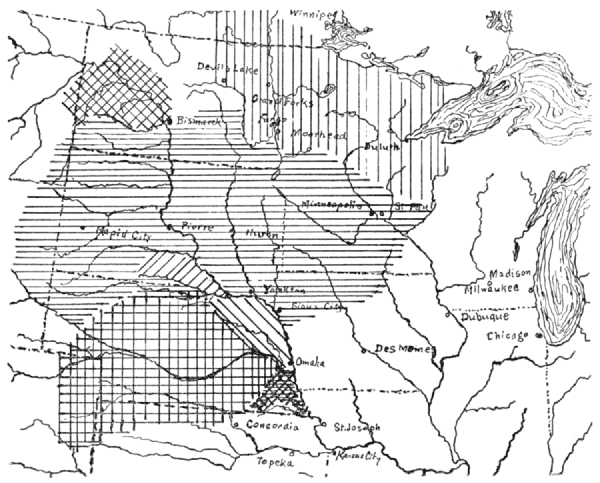 Winnipeg
Devils Lake
Grand Forks
Fargo
Moorhead
Bismarck
Duluth
Minneapolis
St. Paul
Rapid City
Pierre
Huron
Yankton
Sioux City
Madison
Milwaukee
Dubuque
Chicago
Des Moines
Omaha
Concordia
St. Joseph
Topeka
Kansas City